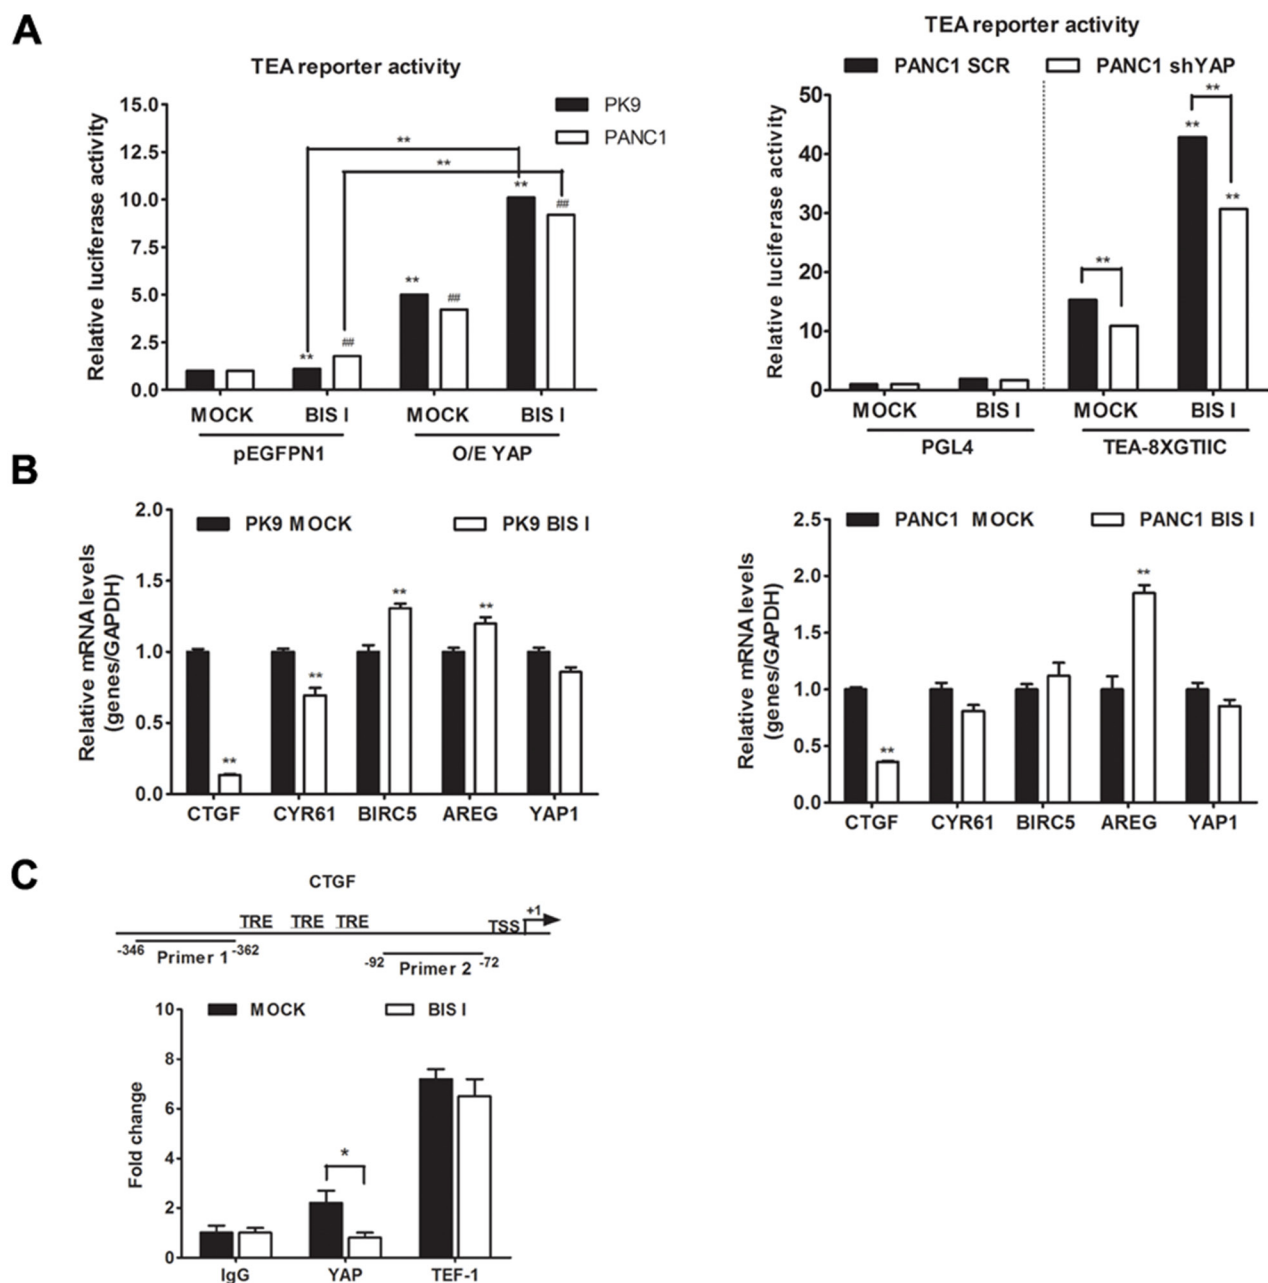 A
TEA reporter activity
PK9
PANC1
Relative luciferase activity
15.0
12.5
10.0
7.5
5.0
2.5
0.0
**
**
**
##
**
##
**
##
MOCK BIS I MOCK BIS I
pEGFPN1 O/E YAP
TEA reporter activity
PANC1 SCR PANC1 shYAP
Relative luciferase activity
50
40
30
20
10
0
**
**
**
**
MOCK BIS I MOCK BIS I
PGL4 TEA-8XGTIIC
B
PK9 MOCK PK9 BIS I
Relative mRNA levels
(genes/GAPDH)
2.0
1.5
1.0
0.5
0.0
**
**
**
**
CTGF CYR61 BIRC5 AREG YAP1
PANC1 MOCK PANC1 BIS I
Relative mRNA levels
(genes/GAPDH)
2.5
2.0
1.5
1.0
0.5
0.0
**
**
CTGF CYR61 BIRC5 AREG YAP1
C
CTGF
TRE TRE TRE TSS +1
-346 Primer 1 -362 -92 Primer 2 -72
MOCK BIS I
Fold change
10
8
6
4
2
0
*
IgG YAP TEF-1